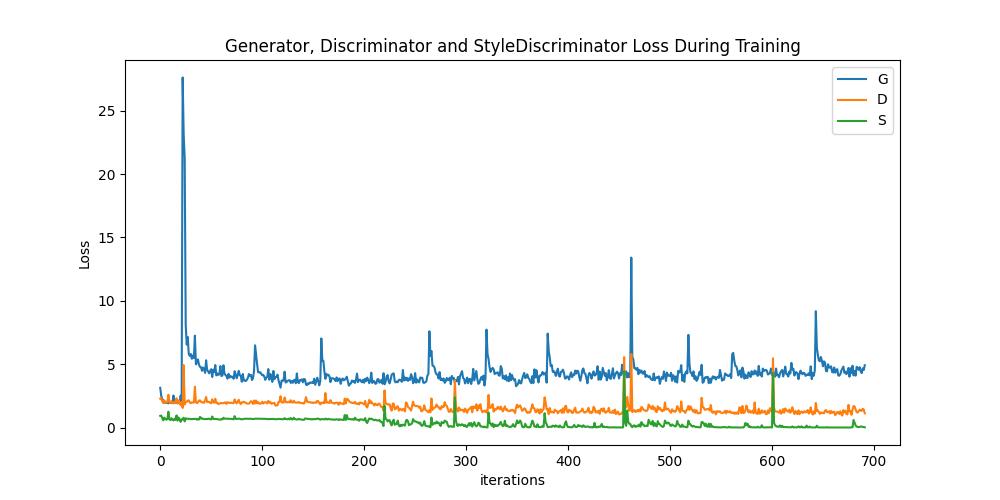 Generator, Discriminator and StyleDiscriminator Loss During Training
G
D
S
25
20
15
10
5
0
Loss
0 100 200 300 400 500 600 700
iterations